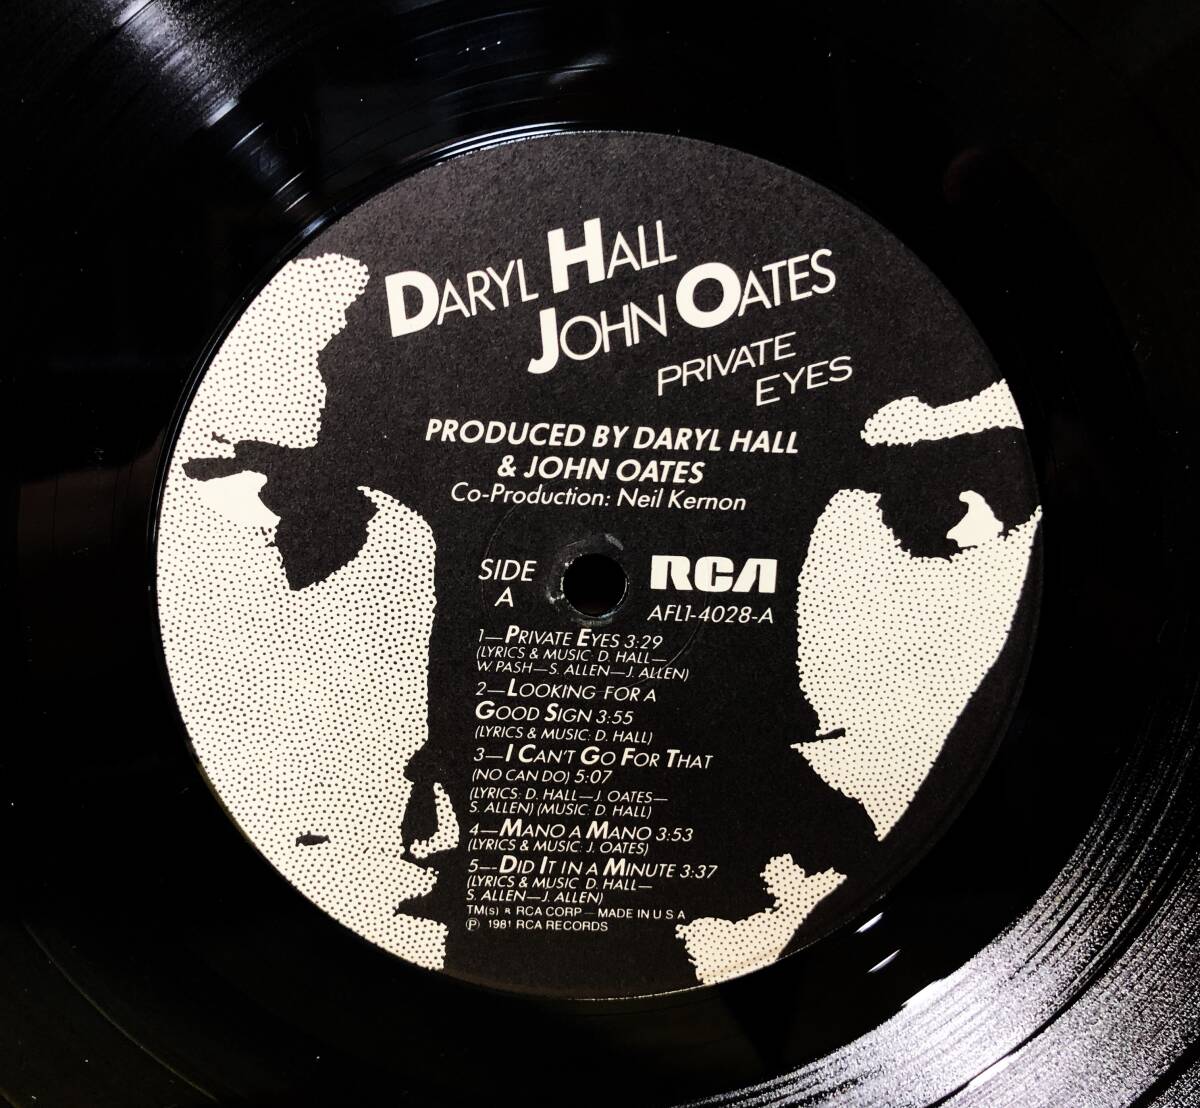 DARYL HALL
JOHN OATES
PRIVATE
EYES
PRODUCED BY DARYL HALL
& JOHN OATES
Co-Production: Neil Kernon
SIDE
A
RCA
AFL1-4028-A
1—PRIVATE EYES 3:29
(LYRICS & MUSIC: D. HALL—
W. PASH—S. ALLEN—J. ALLEN)
2—LOOKING FOR A
GOOD SIGN 3:55
(LYRICS & MUSIC: D. HALL)
3—I CAN'T GO FOR THAT
(NO CAN DO) 5:07
(LYRICS: D. HALL—J. OATES—
S. ALLEN) (MUSIC: D. HALL)
4—MANO A MANO 3:53
(LYRICS & MUSIC: J. OATES)
5—DID IT IN A MINUTE 3:37
(LYRICS & MUSIC D. HALL—
S. ALLEN—J. ALLEN)
TM(s) ® RCA CORP — MADE IN U S A
℗ 1981 RCA RECORDS